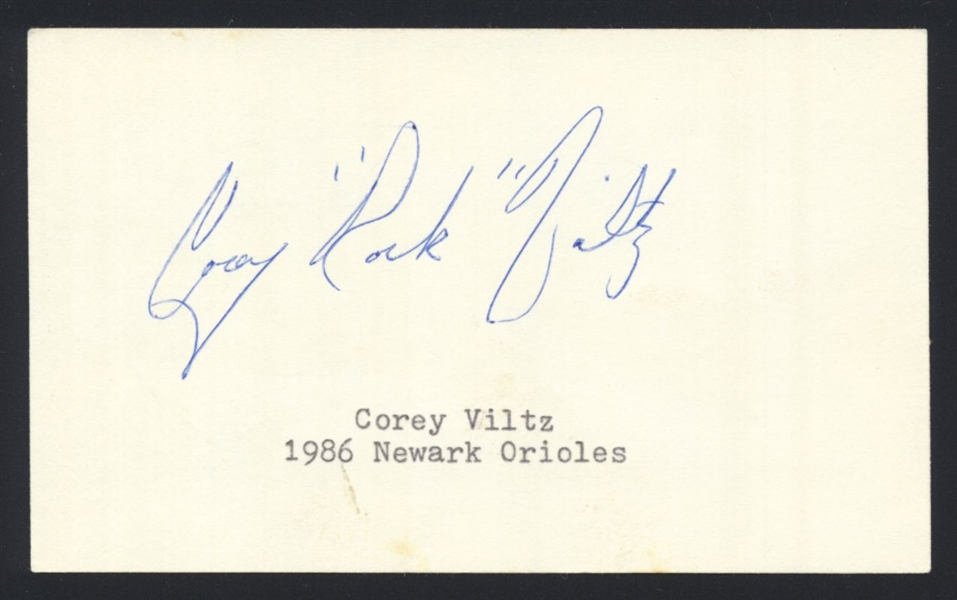 Corey "Rock" Viltz
Corey Viltz
1986 Newark Orioles